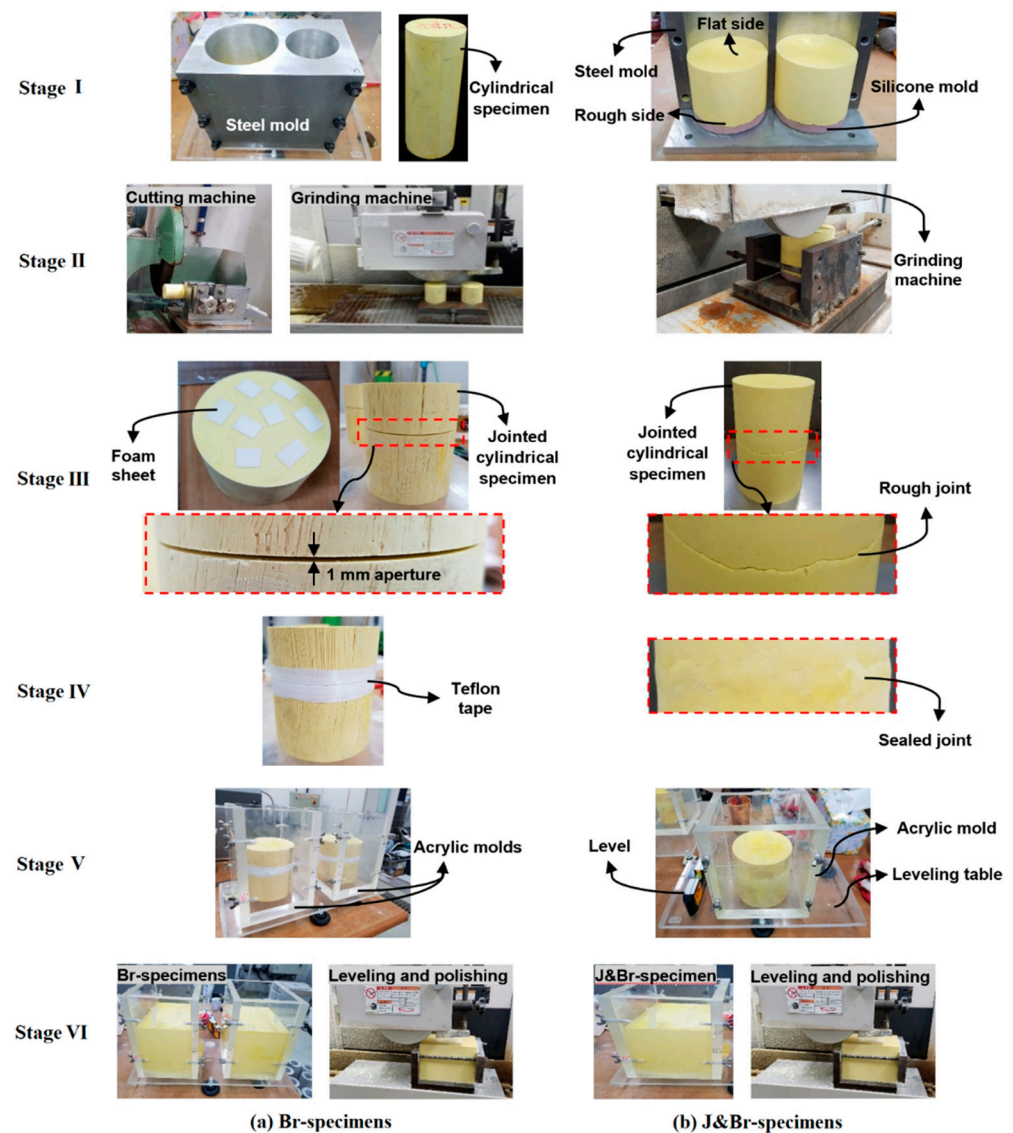 Stage I
Steel mold
Cylindrical
specimen
Flat side
Steel mold
Silicone mold
Rough side
Stage II
Cutting machine
Grinding machine
Grinding
machine
Stage III
Foam
sheet
Jointed
cylindrical
specimen
1 mm aperture
Jointed
cylindrical
specimen
Rough joint
Stage IV
Teflon
tape
Sealed joint
Stage V
Acrylic molds
Level
Acrylic mold
Leveling table
Stage VI
Br-specimens
Leveling and polishing
J&Br-specimen
Leveling and polishing
(a) Br-specimens
(b) J&Br-specimens